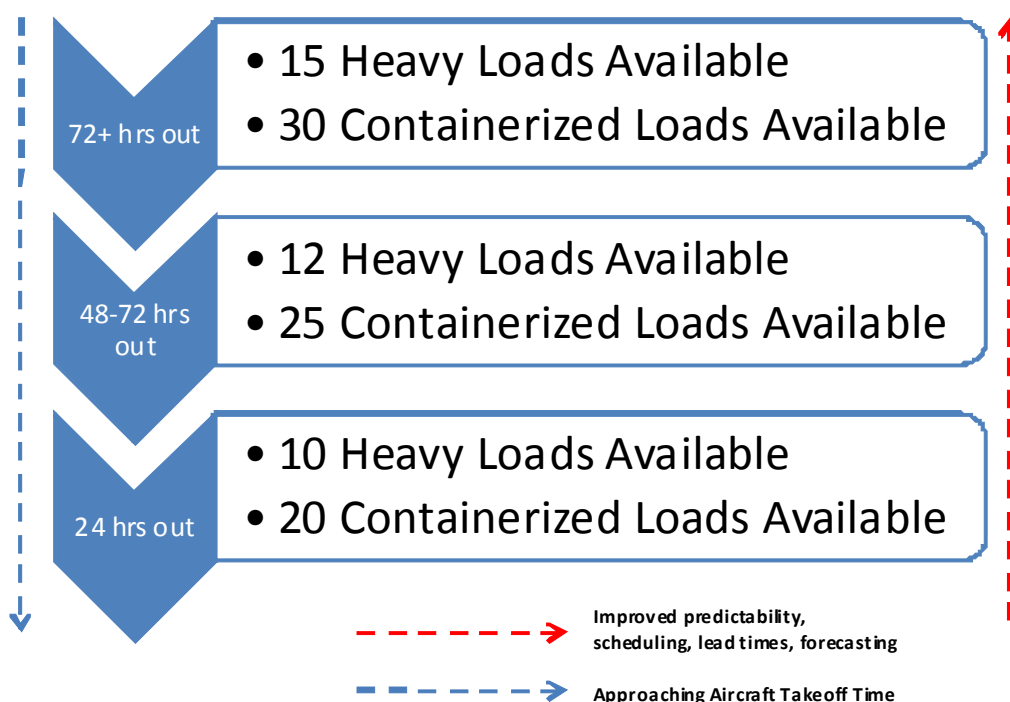 72+ hrs out
• 15 Heavy Loads Available
• 30 Containerized Loads Available
48-72 hrs
out
• 12 Heavy Loads Available
• 25 Containerized Loads Available
24 hrs out
• 10 Heavy Loads Available
• 20 Containerized Loads Available
Improved predictability,
scheduling, lead times, forecasting
Approaching Aircraft Takeoff Time